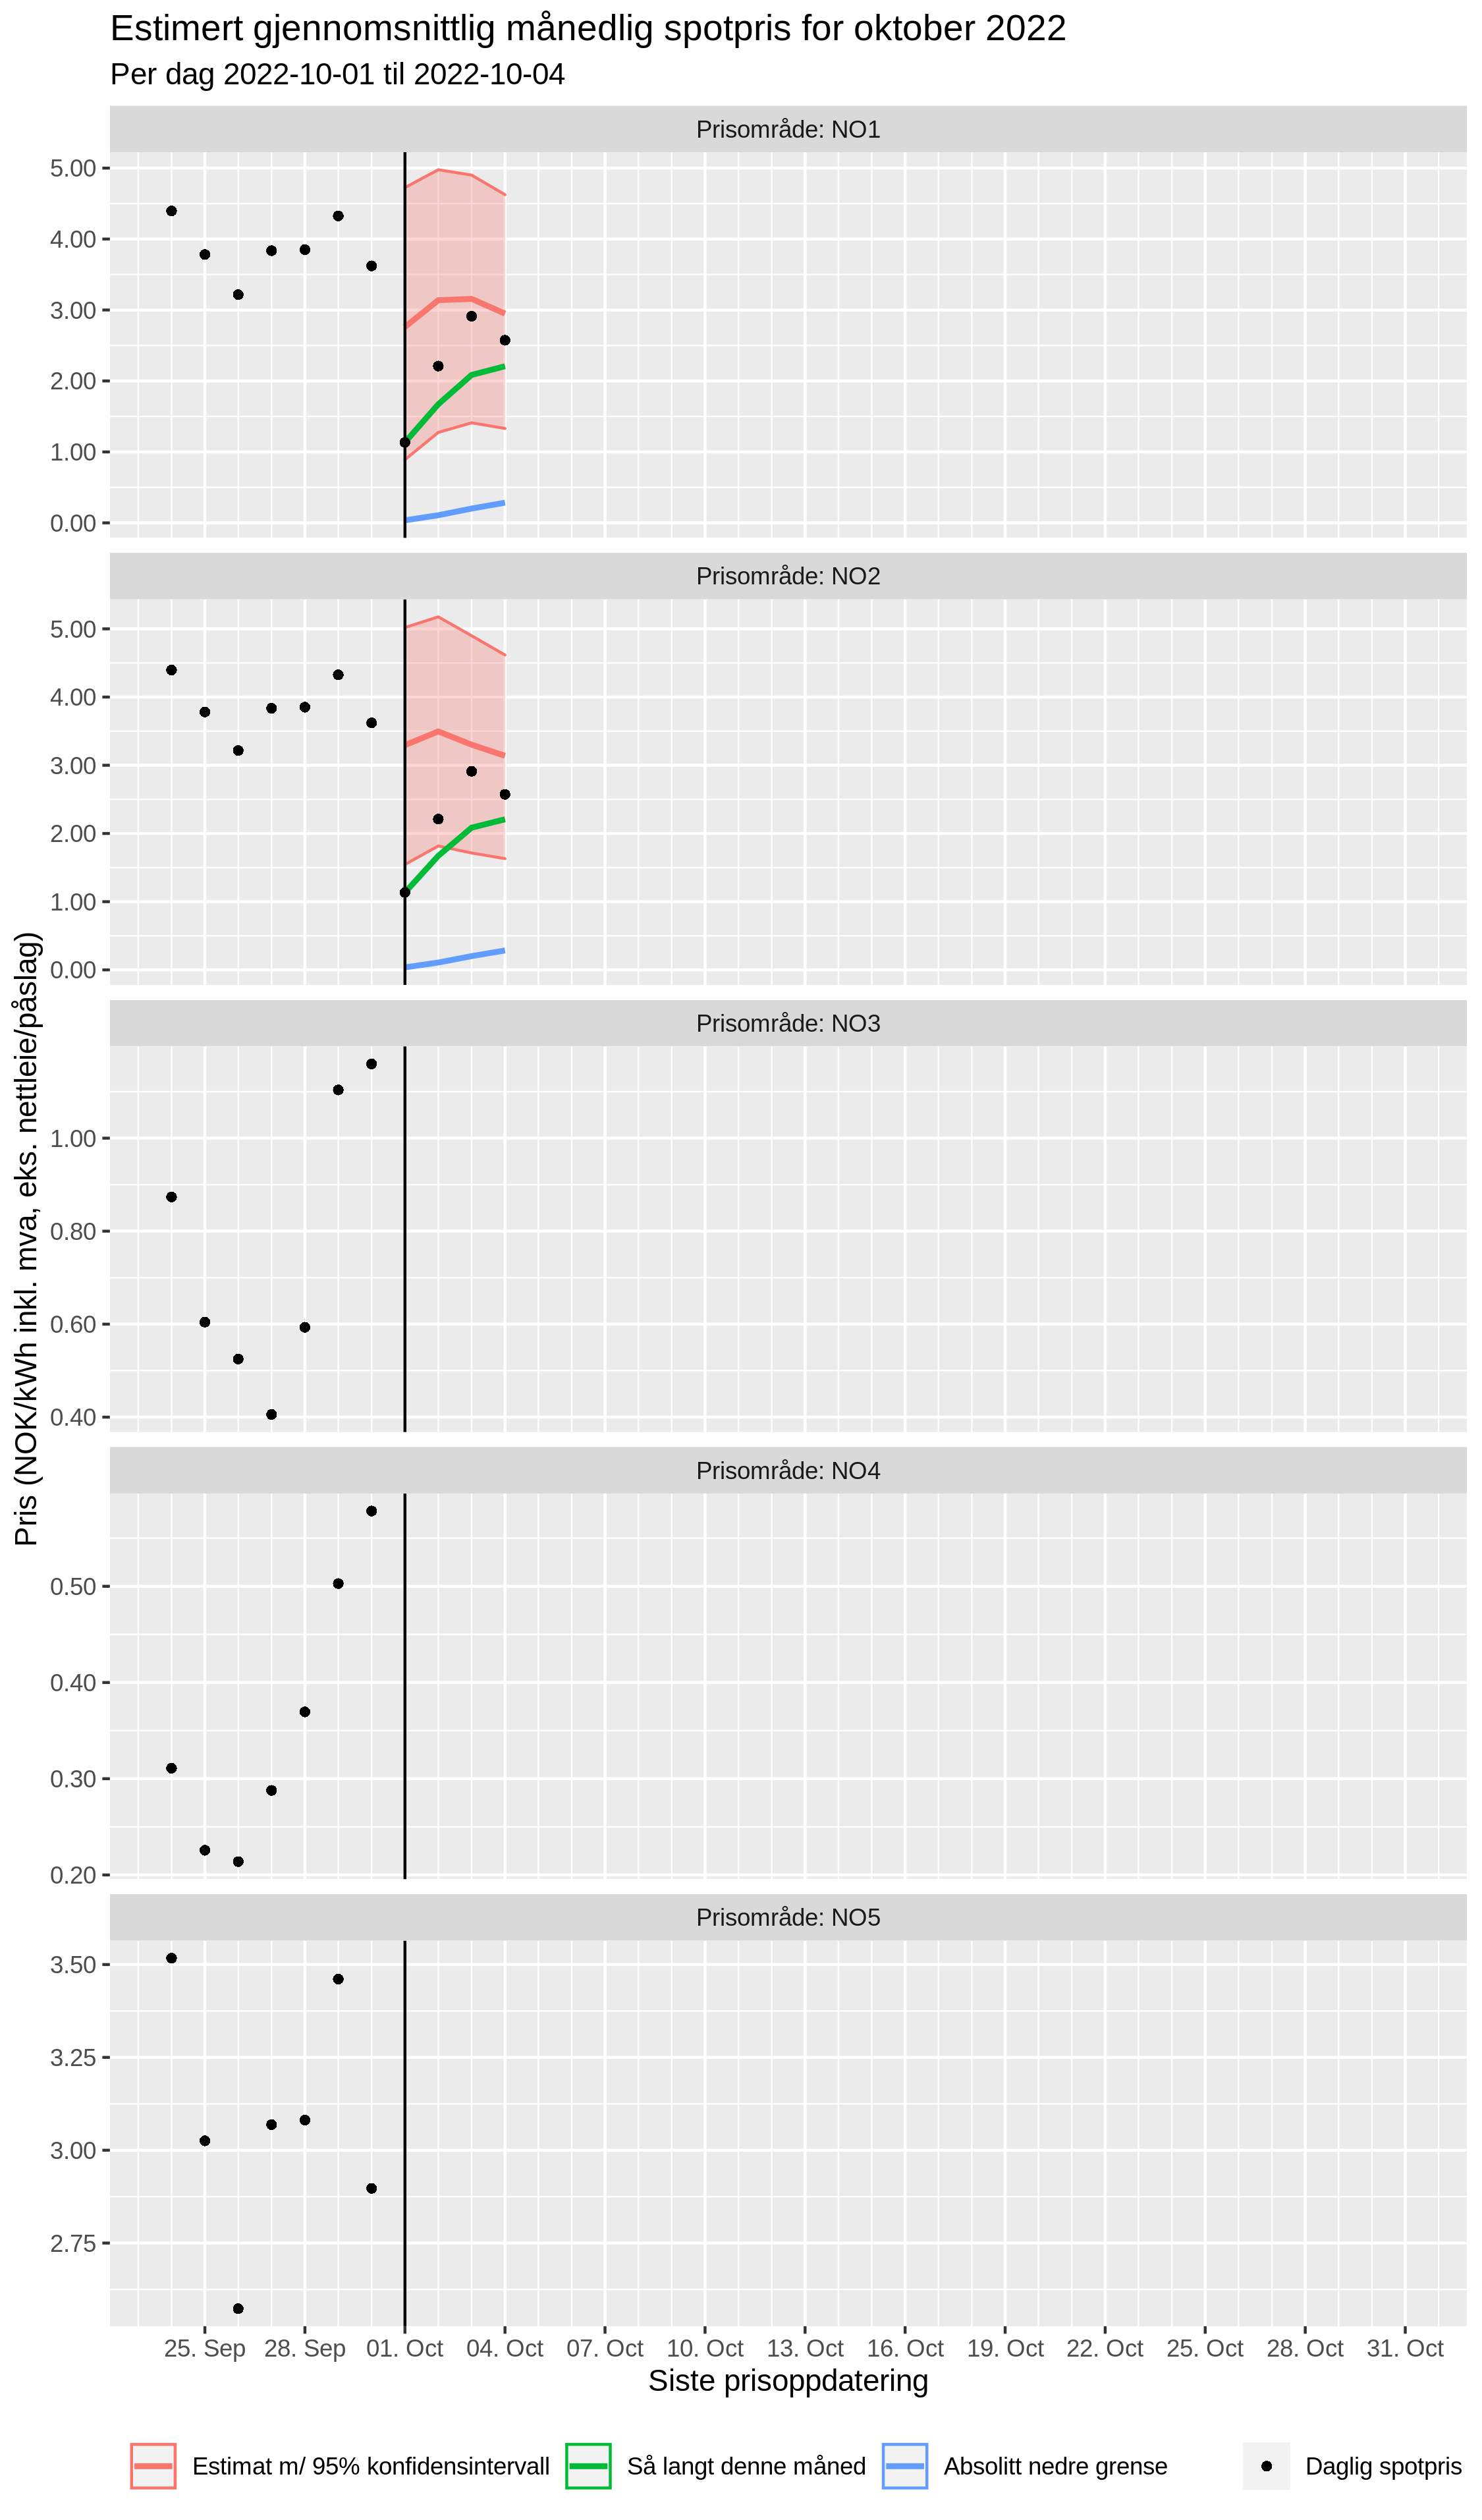 Estimert gjennomsnittlig månedlig spotpris for oktober 2022
Per dag 2022-10-01 til 2022-10-04
Pris (NOK/kWh inkl. mva, eks. nettleie/påslag)
Prisområde: NO1
5.00
4.00
3.00
2.00
1.00
0.00
Prisområde: NO2
5.00
4.00
3.00
2.00
1.00
0.00
Prisområde: NO3
1.00
0.80
0.60
0.40
Prisområde: NO4
0.50
0.40
0.30
0.20
Prisområde: NO5
3.50
3.25
3.00
2.75
25. Sep 28. Sep 01. Oct 04. Oct 07. Oct 10. Oct 13. Oct 16. Oct 19. Oct 22. Oct 25. Oct 28. Oct 31. Oct
Siste prisoppdatering
Estimat m/ 95% konfidensintervall Så langt denne måned Absolitt nedre grense Daglig spotpris